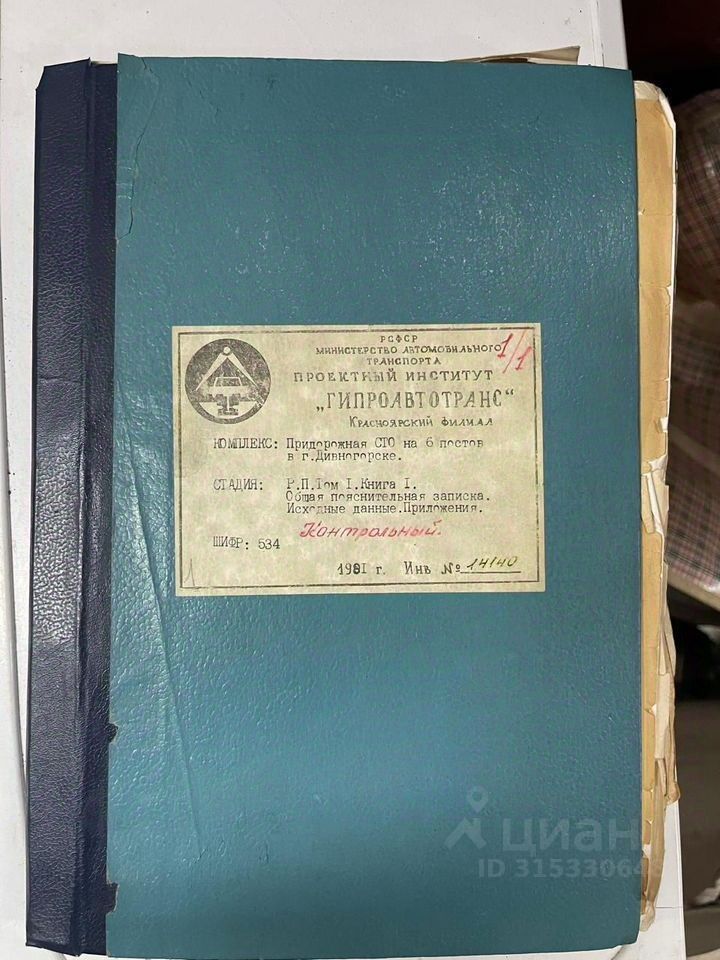 РСФСР
МИНИСТЕРСТВО АВТОМОБИЛЬНОГО
ТРАНСПОРТА
1/1
ПРОЕКТНЫЙ ИНСТИТУТ
„ГИПРОАВТОТРАНС“
КРАСНОЯРСКИЙ ФИЛИАЛ
КОМПЛЕКС: Придорожная СТО на 6 постов
в г.Дивногорске.
СТАДИЯ: Р.П.Том I.Книга I.
Общая пояснительная записка.
Исходные данные.Приложения.
Контрольный.
ШИФР: 534
1981 г. Инв № 14140
1
циан
ID 31533064